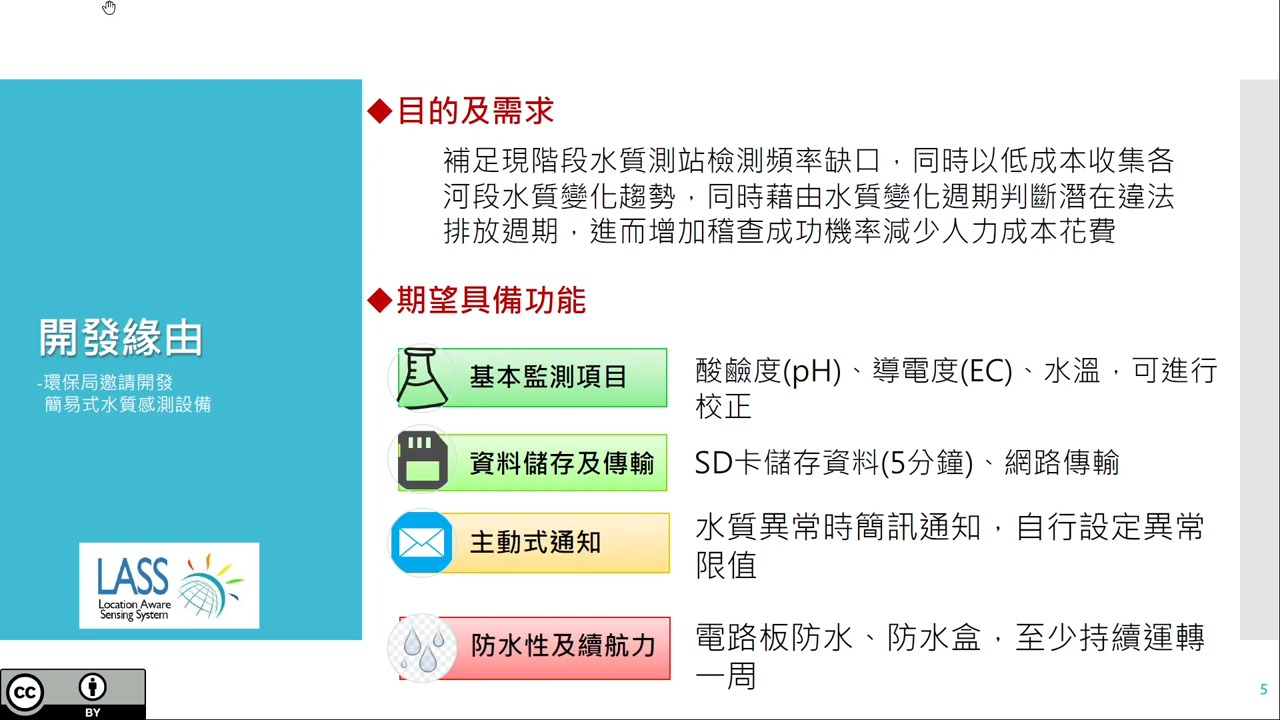 開發緣由
-環保局邀請開發
簡易式水質感測設備
LASS
Location Aware
Sensing System
◆目的及需求
補足現階段水質測站檢測頻率缺口，同時以低成本收集各
河段水質變化趨勢，同時藉由水質變化週期判斷潛在違法
排放週期，進而增加稽查成功機率減少人力成本花費
◆期望具備功能
基本監測項目
酸鹼度(pH)、導電度(EC)、水溫，可進行
校正
資料儲存及傳輸
SD卡儲存資料(5分鐘)、網路傳輸
主動式通知
水質異常時簡訊通知，自行設定異常
限值
防水性及續航力
電路板防水、防水盒，至少持續運轉
一周
cc
BY
5